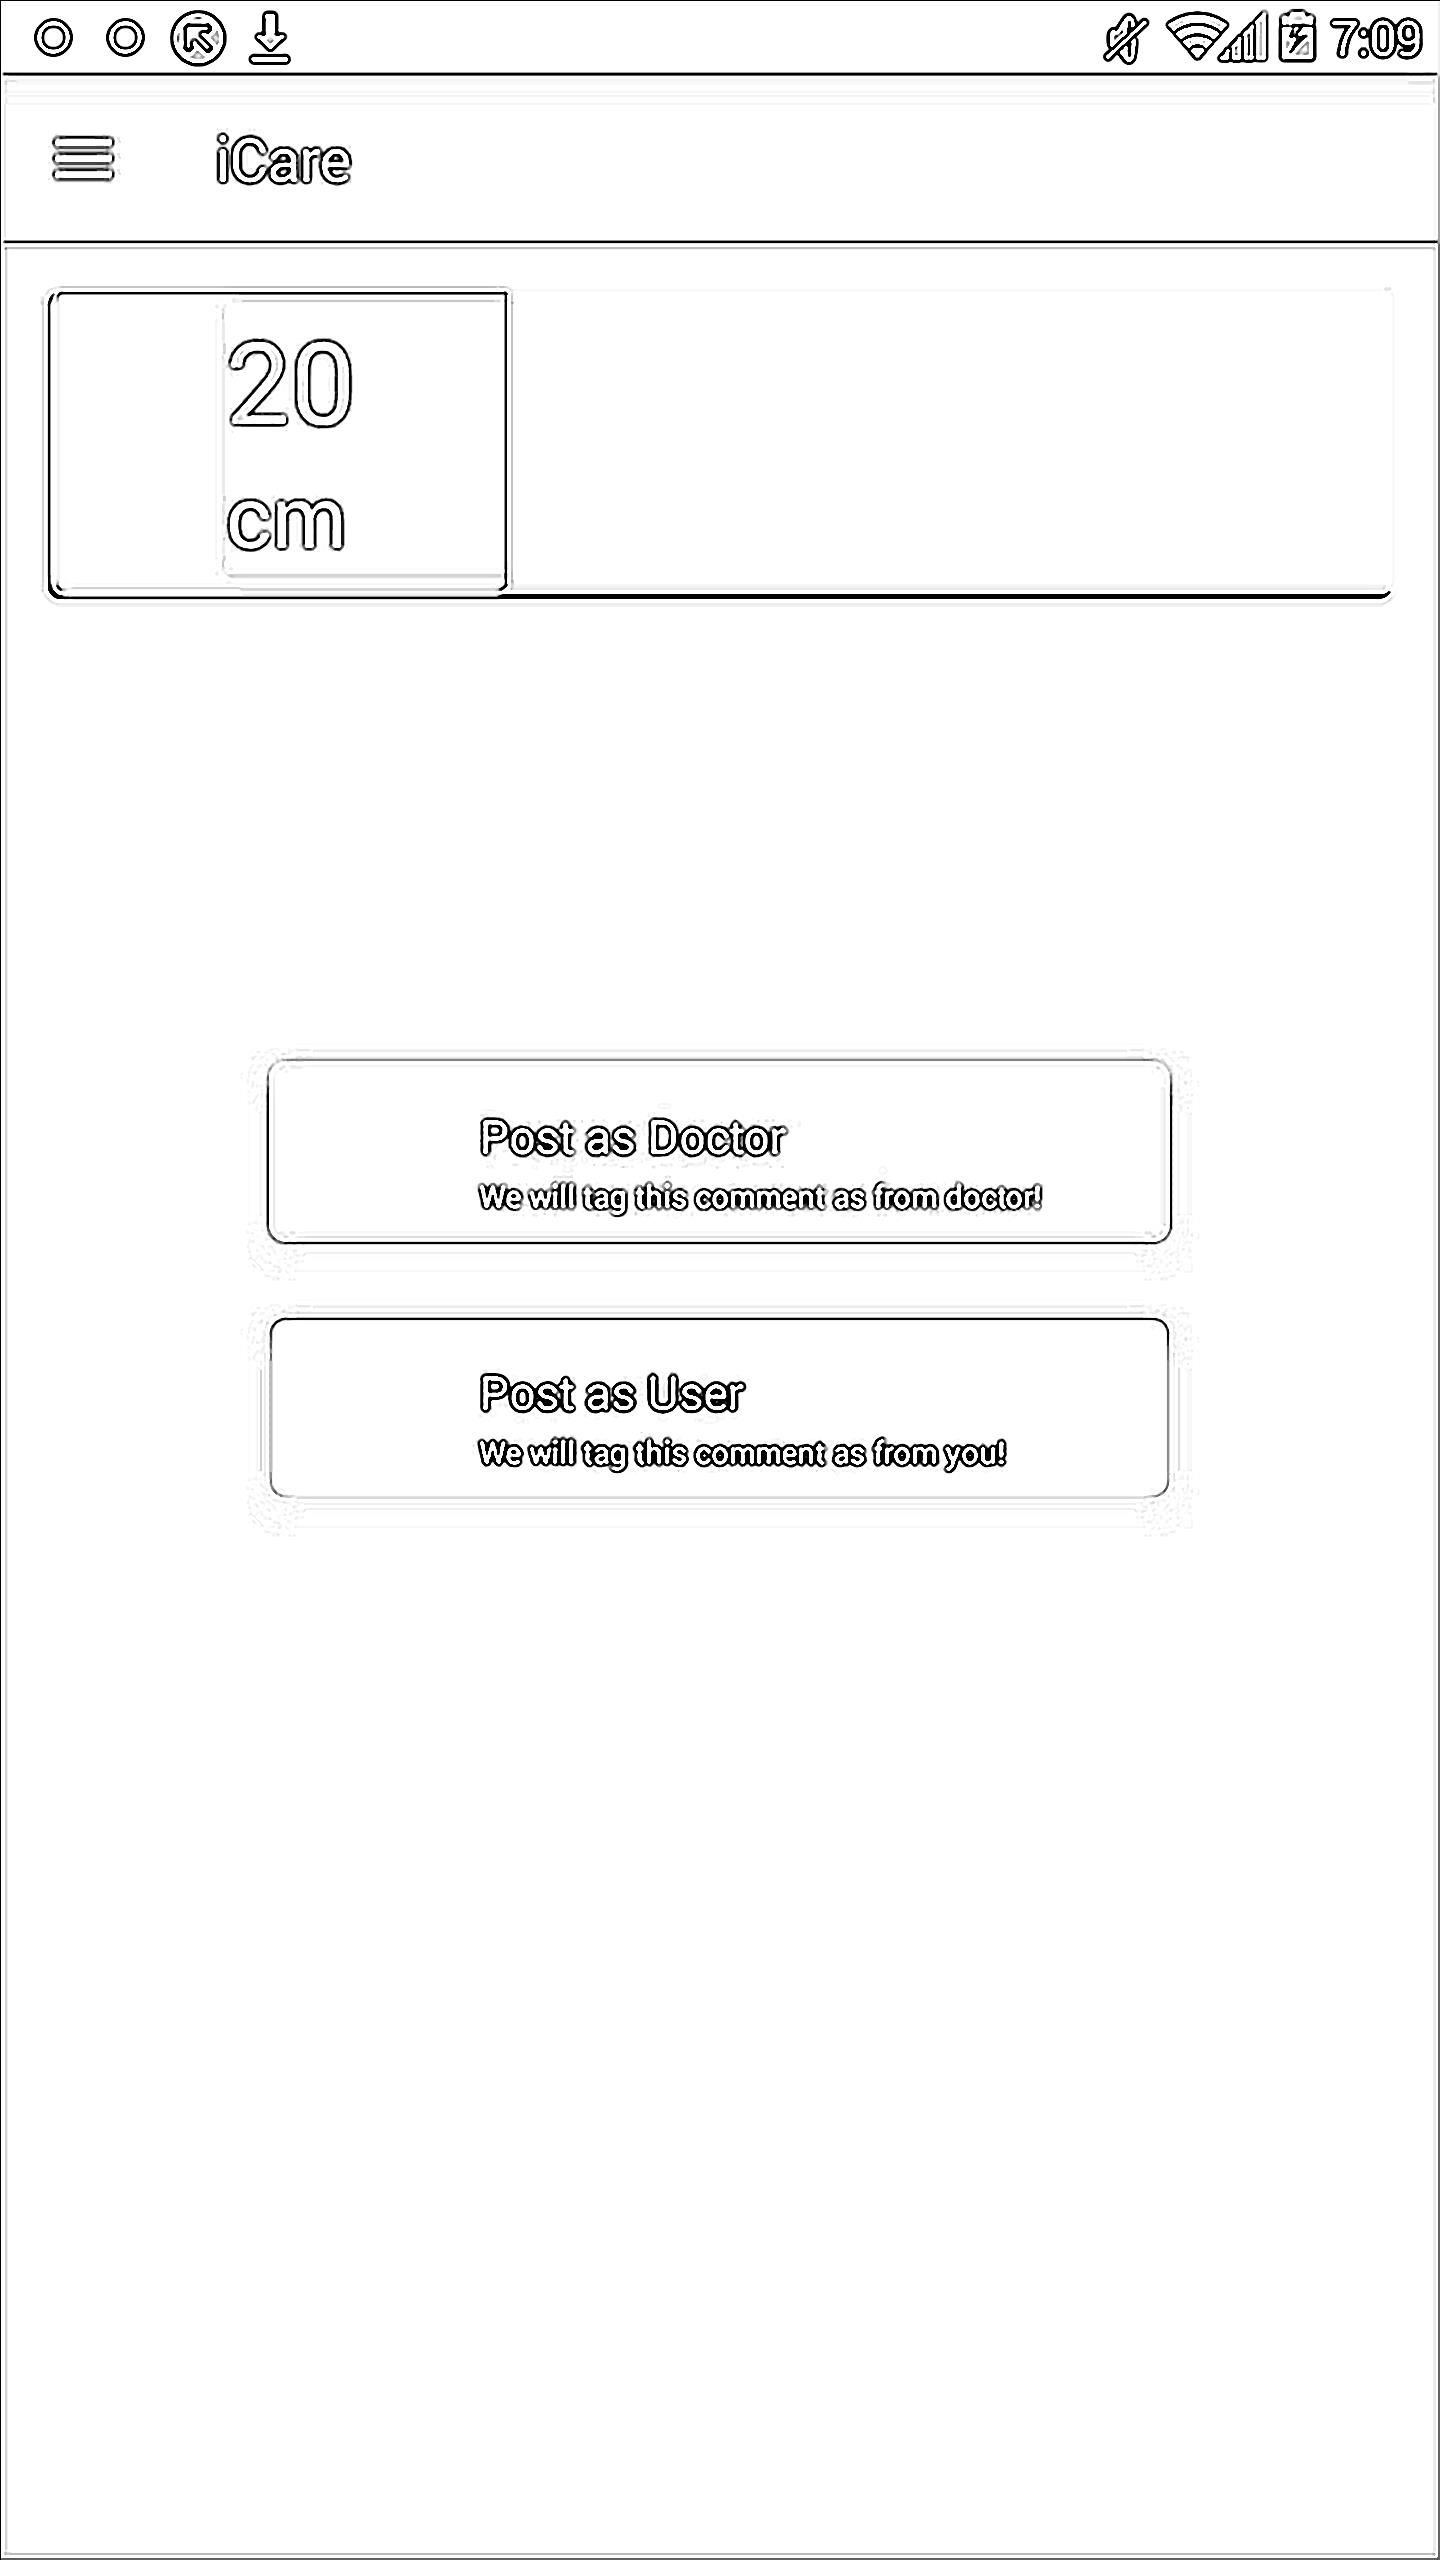 7:09
iCare
20
cm
Post as Doctor
We will tag this comment as from doctor!
Post as User
We will tag this comment as from you!